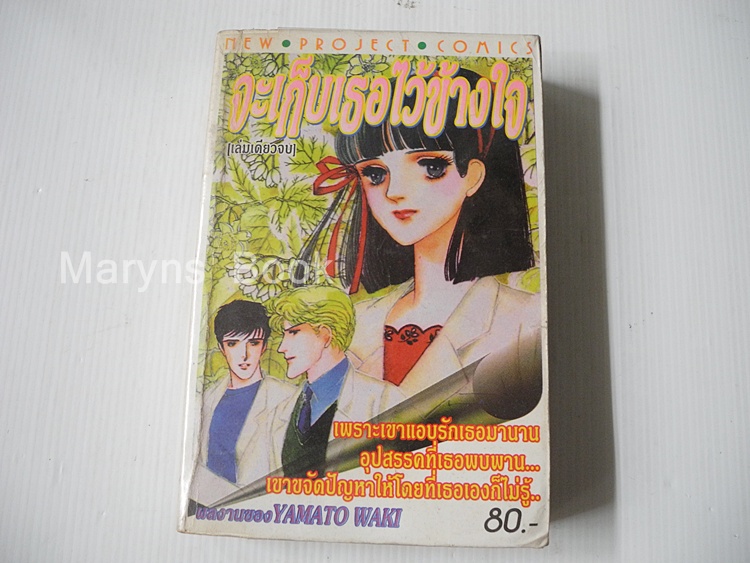 NEW • PROJECT • COMICS
จะเก็บเธอไว้ข้างใจ
[เล่มเดียวจบ]
Maryns Book
เพราะเขาแอบรักเธอมานาน
อุปสรรคที่เธอพบพาน...
เขาขจัดปัญหาให้โดยที่เธอเองก็ไม่รู้..
ผลงานของ YAMATO WAKI
80.-